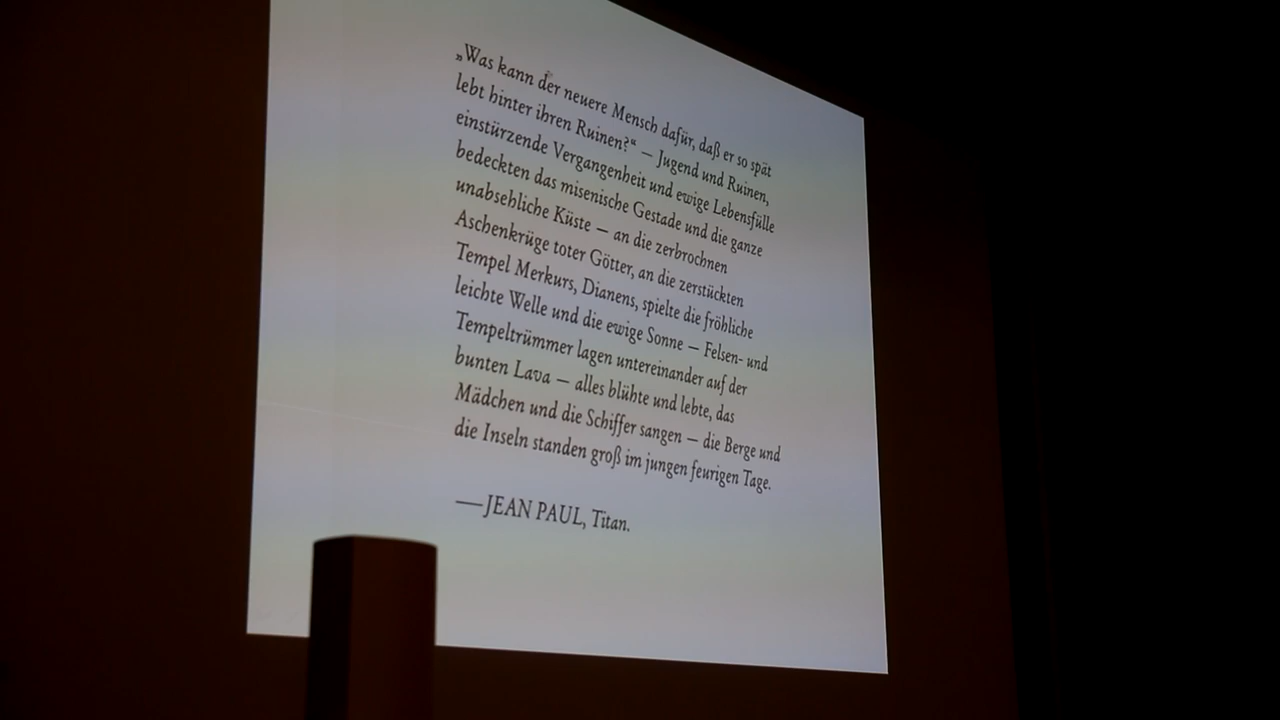 „Was kann der neuere Mensch dafür, daß er so spät
lebt hinter ihren Ruinen?“ — Jugend und Ruinen,
einstürzende Vergangenheit und ewige Lebensfülle
bedeckten das misenische Gestade und die ganze
unabsehliche Küste — an die zerbrochnen
Aschenkrüge toter Götter, an die zerstückten
Tempel Merkurs, Dianens, spielte die fröhliche
leichte Welle und die ewige Sonne — Felsen- und
Tempeltrümmer lagen untereinander auf der
bunten Lava — alles blühte und lebte, das
Mädchen und die Schiffer sangen — die Berge und
die Inseln standen groß im jungen feurigen Tage.
—JEAN PAUL, Titan.